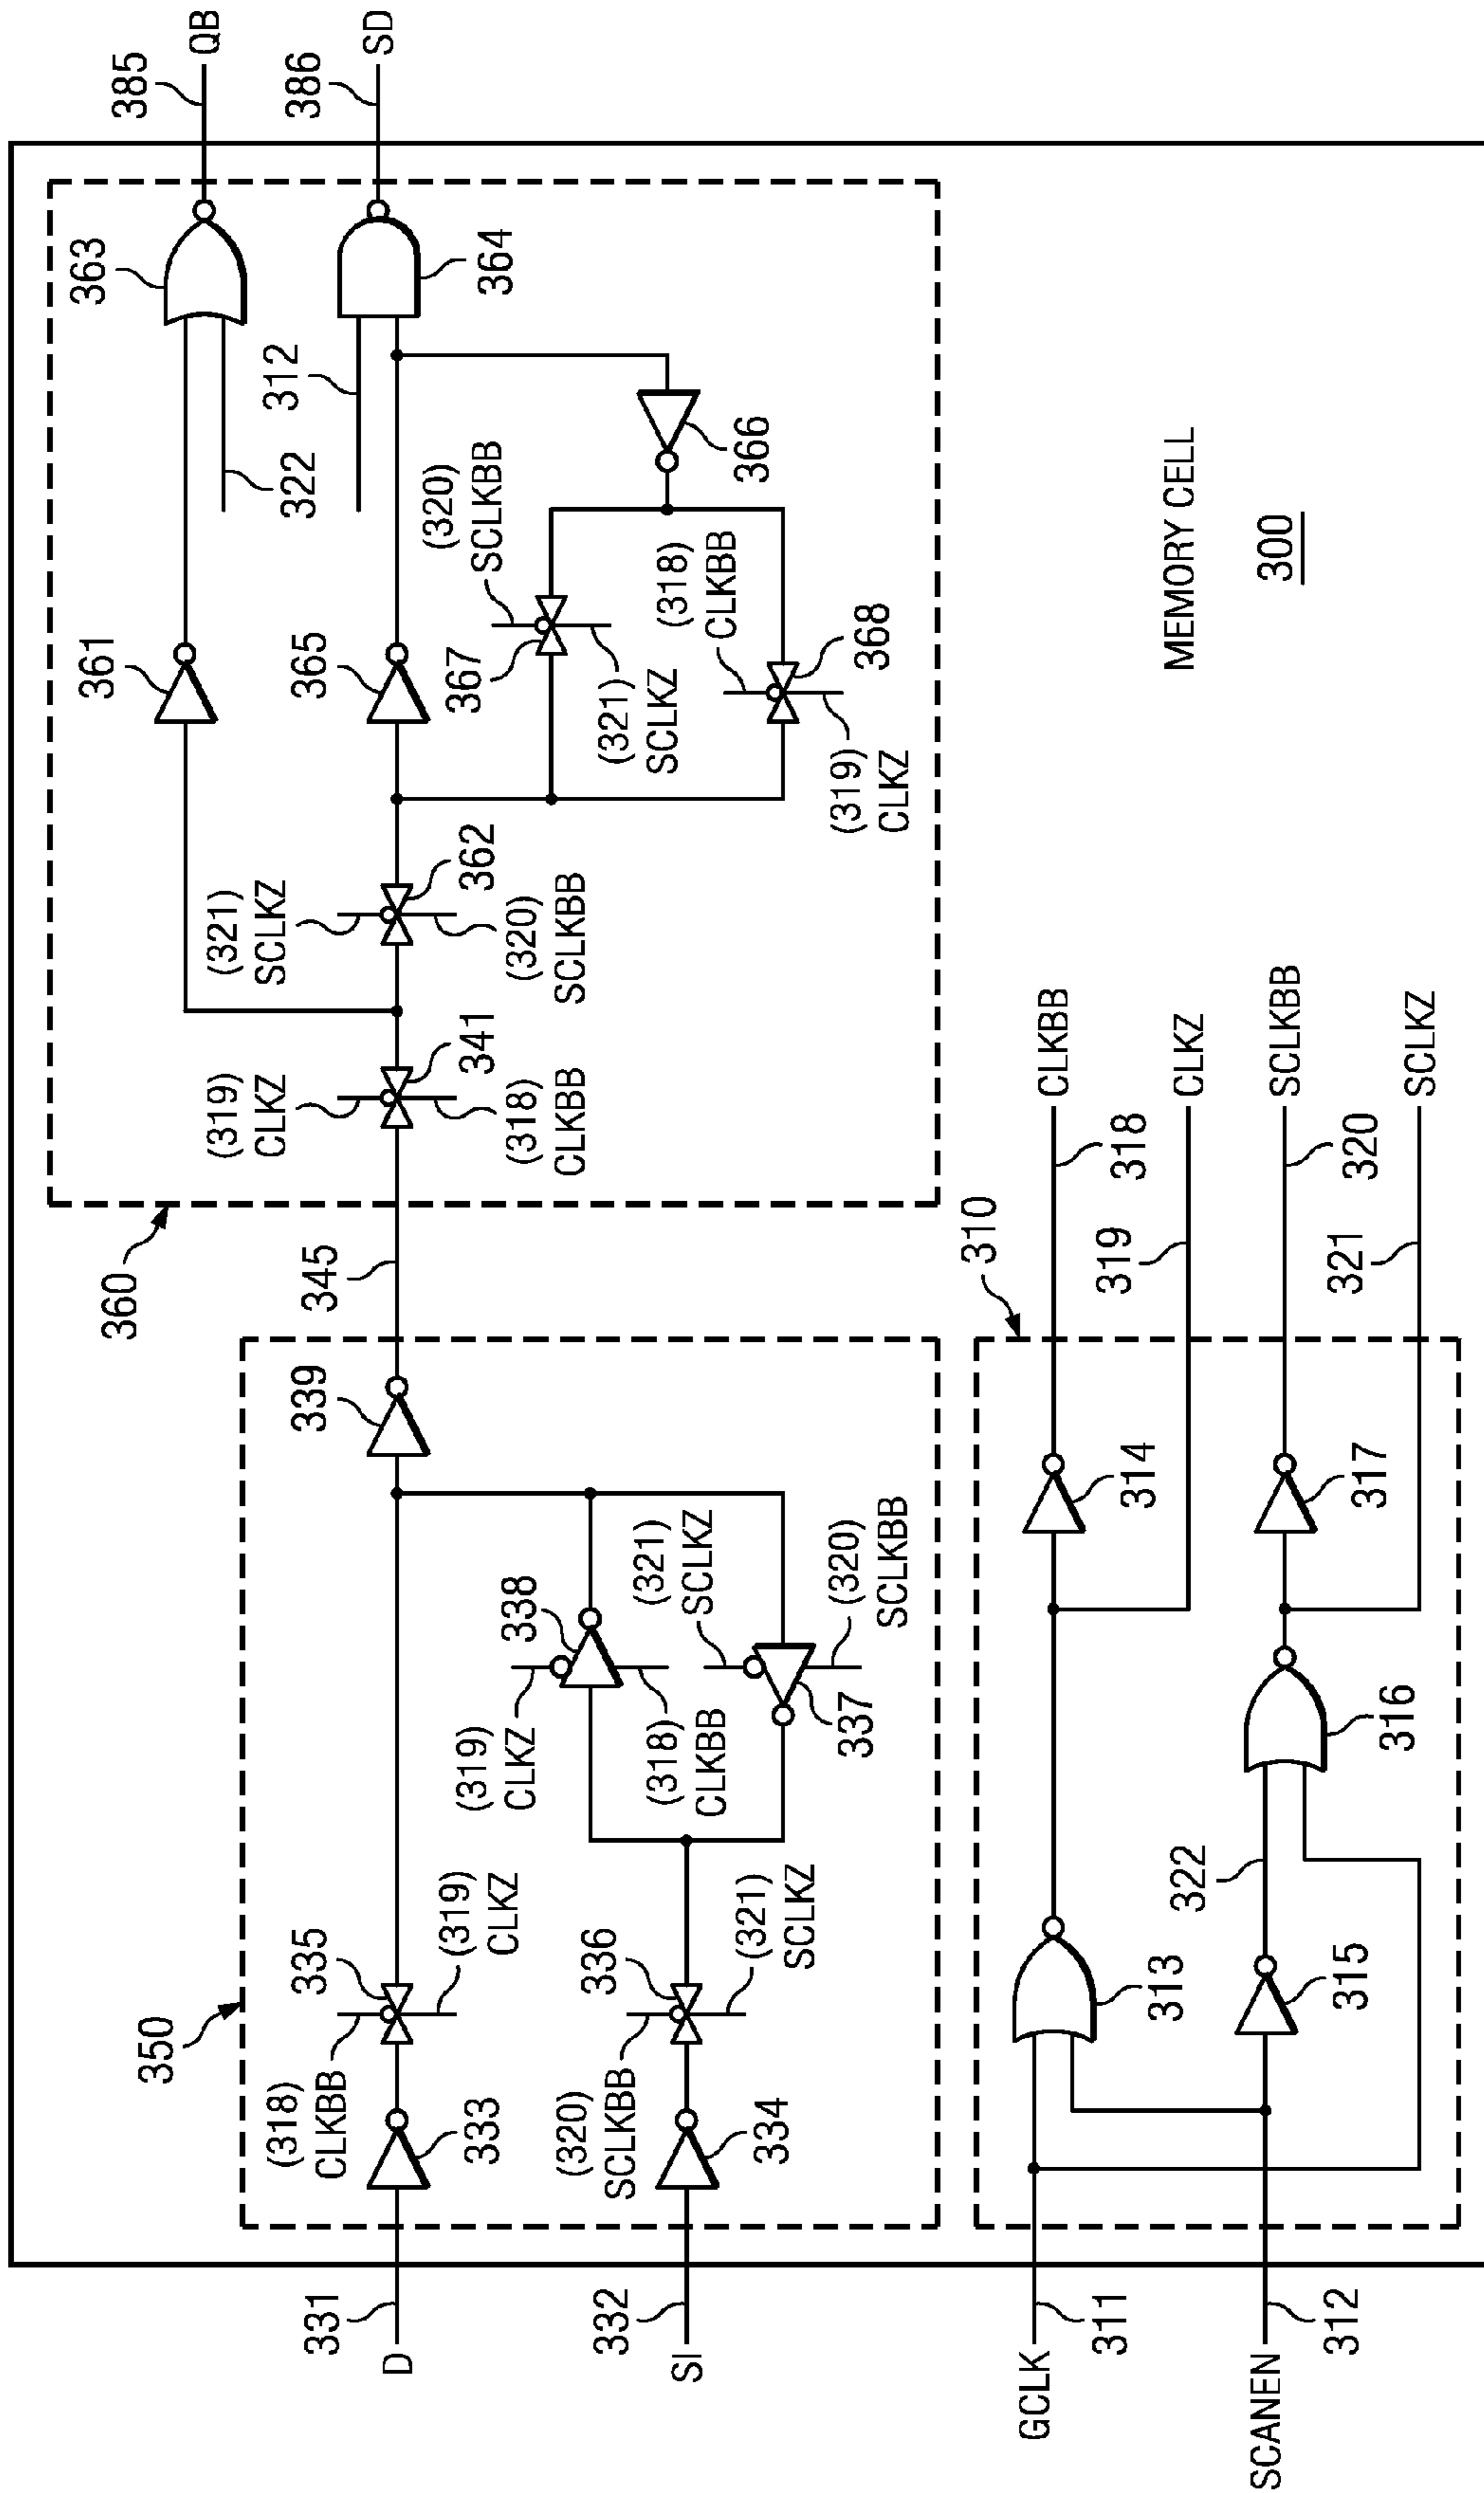 360
363
385
QB
361
322
312
386
SD
365
364
(321)
SCLKZ
362
(320)
SCLKBB
(319)
CLKZ
341
(318)
CLKBB
(320)
SCLKBB
367
(321)
SCLKZ
366
(318)
CLKBB
368
(319)
CLKZ
345
350
331
D
(318)
CLKBB
333
335
(319)
CLKZ
339
332
SI
(320)
SCLKBB
334
336
(321)
SCLKZ
(319)
CLKZ
338
(318)
CLKBB
(321)
SCLKZ
337
(320)
SCLKBB
310
GCLK
311
313
314
318
CLKBB
319
CLKZ
SCANEN
312
315
322
316
317
320
SCLKBB
321
SCLKZ
MEMORY CELL
300